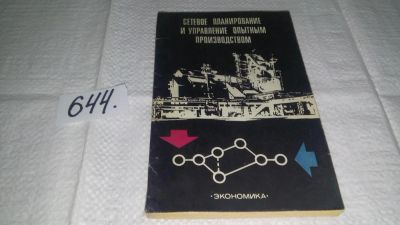 СЕТЕВОЕ ПЛАНИРОВАНИЕ
И УПРАВЛЕНИЕ ОПЫТНЫМ
ПРОИЗВОДСТВОМ
644.
·ЭКОНОМИКА·